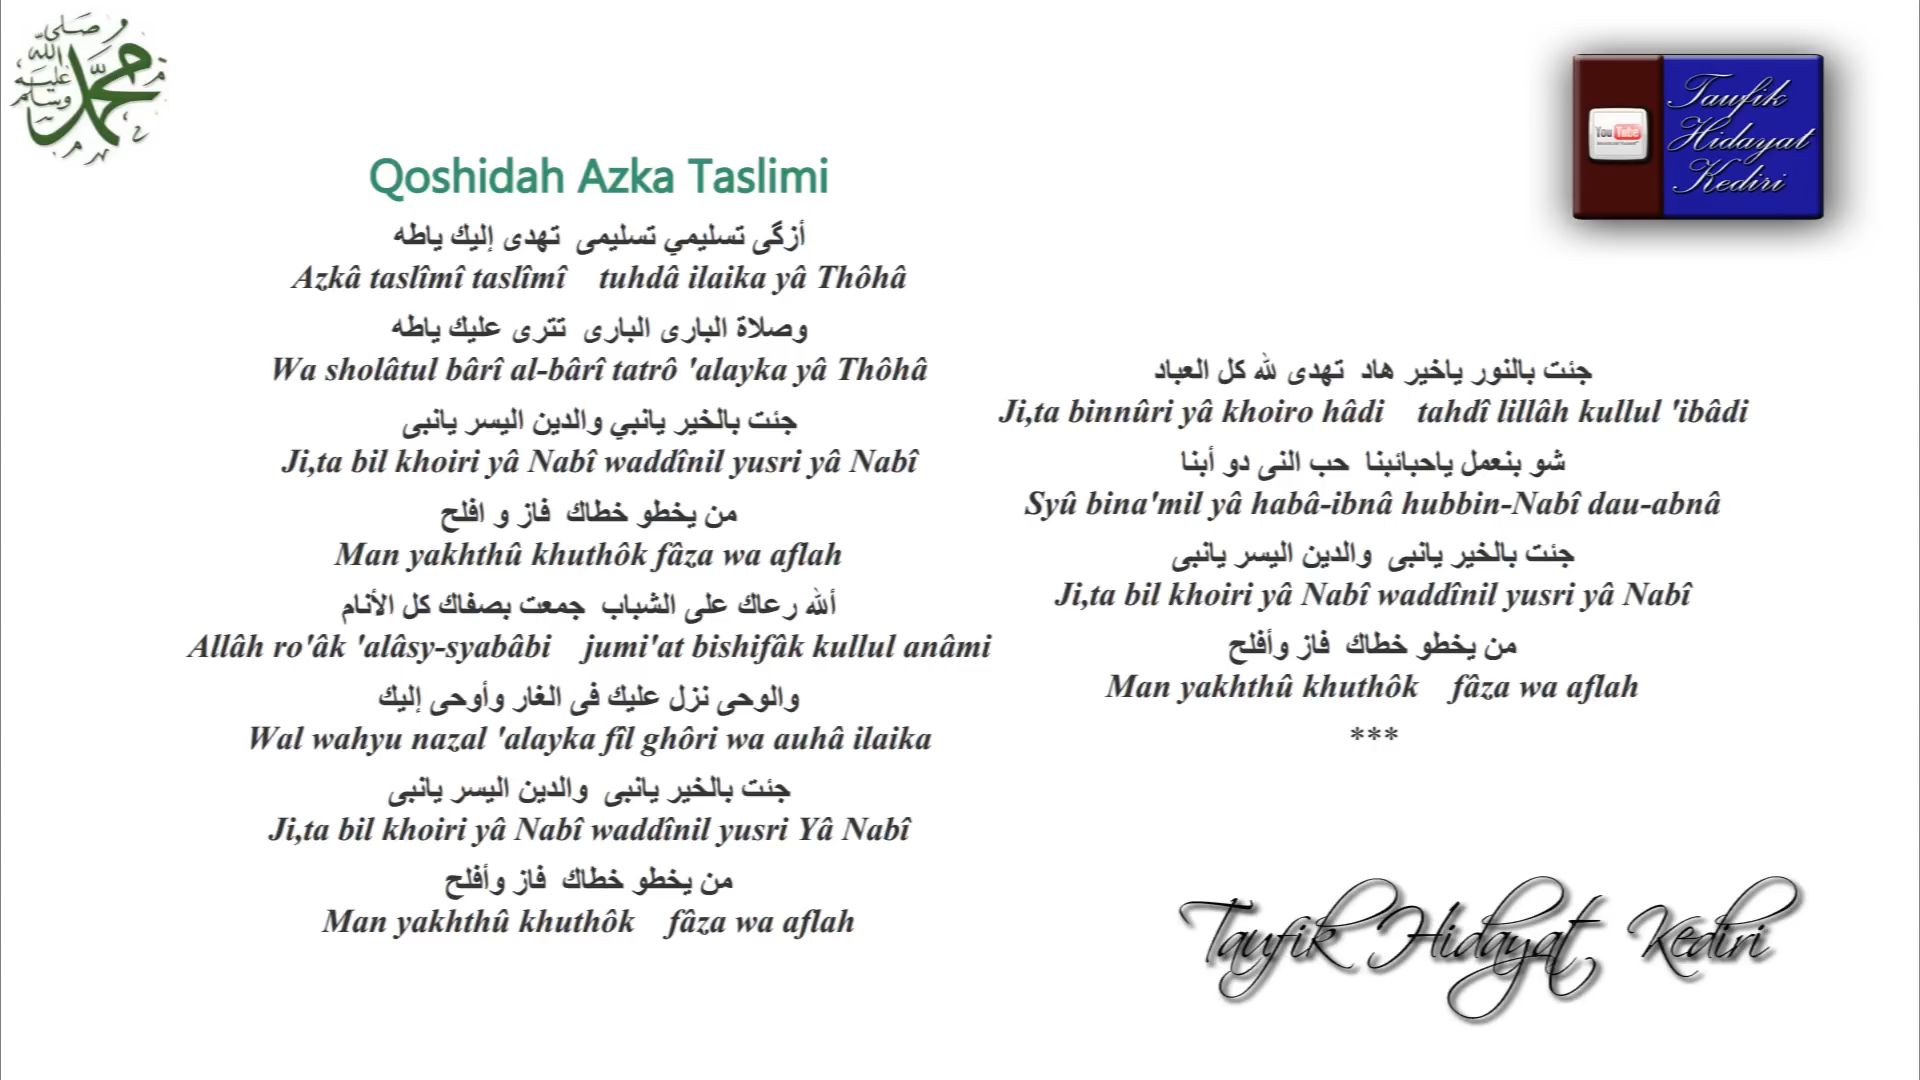 محمد صلى الله عليه وسلم
Qoshidah Azka Taslimi
أزگى تسليمي تسليمى تهدى إليك ياطه
Azkâ taslîmî taslîmî tuhdâ ilaika yâ Thôhâ
وصلاة البارى البارى تترى عليك ياطه
Wa sholâtul bârî al-bârî tatrô 'alayka yâ Thôhâ
جئت بالخير يانبي والدين اليسر يانبى
Ji,ta bil khoiri yâ Nabî waddînil yusri yâ Nabî
من يخطو خطاك فاز و افلح
Man yakhthû khuthôk fâza wa aflah
ألله رعاك على الشباب جمعت بصفاك كل الأنام
Allâh ro'âk 'alâsy-syabâbi jumi'at bishifâk kullul anâmi
والوحى نزل عليك فى الغار وأوحى إليك
Wal wahyu nazal 'alayka fîl ghôri wa auhâ ilaika
جئت بالخير يانبى والدين اليسر يانبى
Ji,ta bil khoiri yâ Nabî waddînil yusri Yâ Nabî
من يخطو خطاك فاز وأفلح
Man yakhthû khuthôk fâza wa aflah
جئت بالنور ياخير هاد تهدى لله كل العباد
Ji,ta binnûri yâ khoiro hâdi tahdî lillâh kullul 'ibâdi
شو بنعمل ياحبائبنا حب النى دو أبنا
Syû bina'mil yâ habâ-ibnâ hubbin-Nabî dau-abnâ
جئت بالخير يانبى والدين اليسر يانبى
Ji,ta bil khoiri yâ Nabî waddînil yusri yâ Nabî
من يخطو خطاك فاز وأفلح
Man yakhthû khuthôk fâza wa aflah
***
You Tube
Taufik
Hidayat
Kediri
Taufik Hidayat Kediri